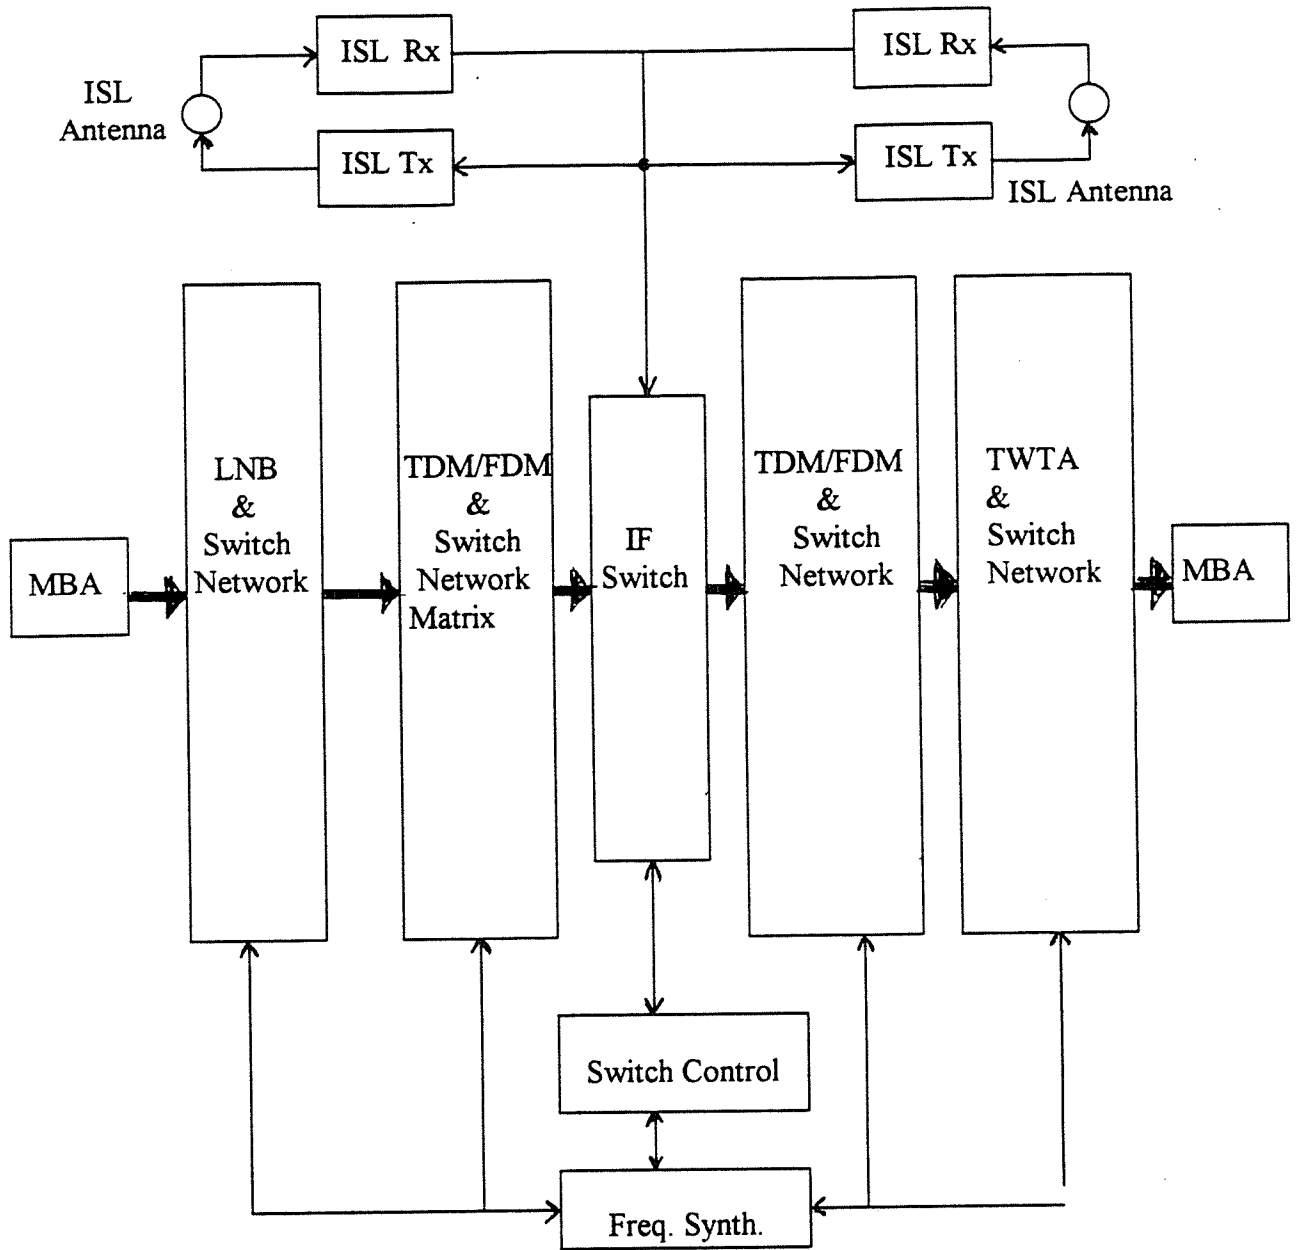 ISL Rx
ISL Rx
ISL
Antenna
ISL Tx
ISL Tx
ISL Antenna
MBA
LNB
&
Switch
Network
TDM/FDM
&
Switch
Network
Matrix
IF
Switch
TDM/FDM
&
Switch
Network
TWTA
&
Switch
Network
MBA
Switch Control
Freq. Synth.